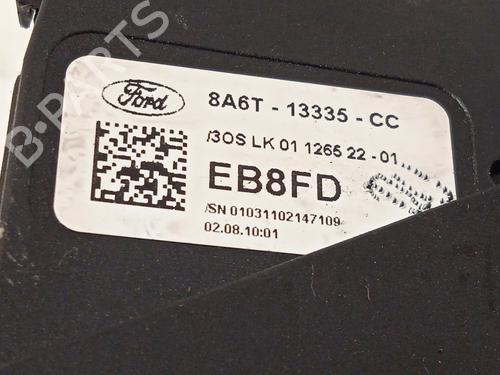 B-PARTS
Ford
8A6T - 13335 - CC
/3OS LK 01 1265 22 - 01
EB8FD
/SN 01031102147109
02.08.10:01